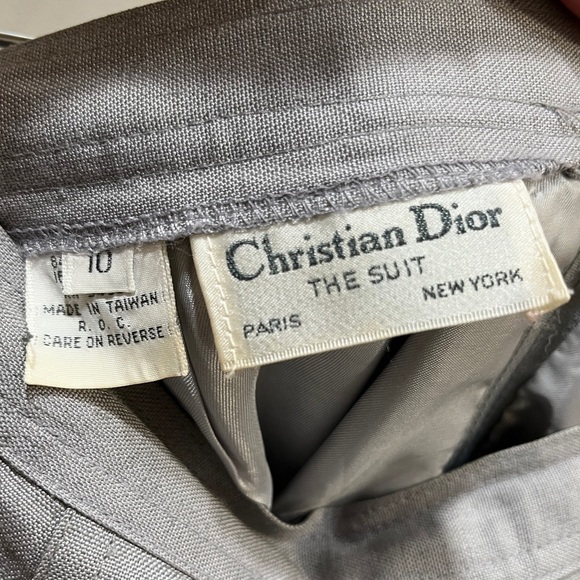 10
MADE IN TAIWAN
R. O. C.
CARE ON REVERSE
Christian Dior
THE SUIT
PARIS
NEW YORK